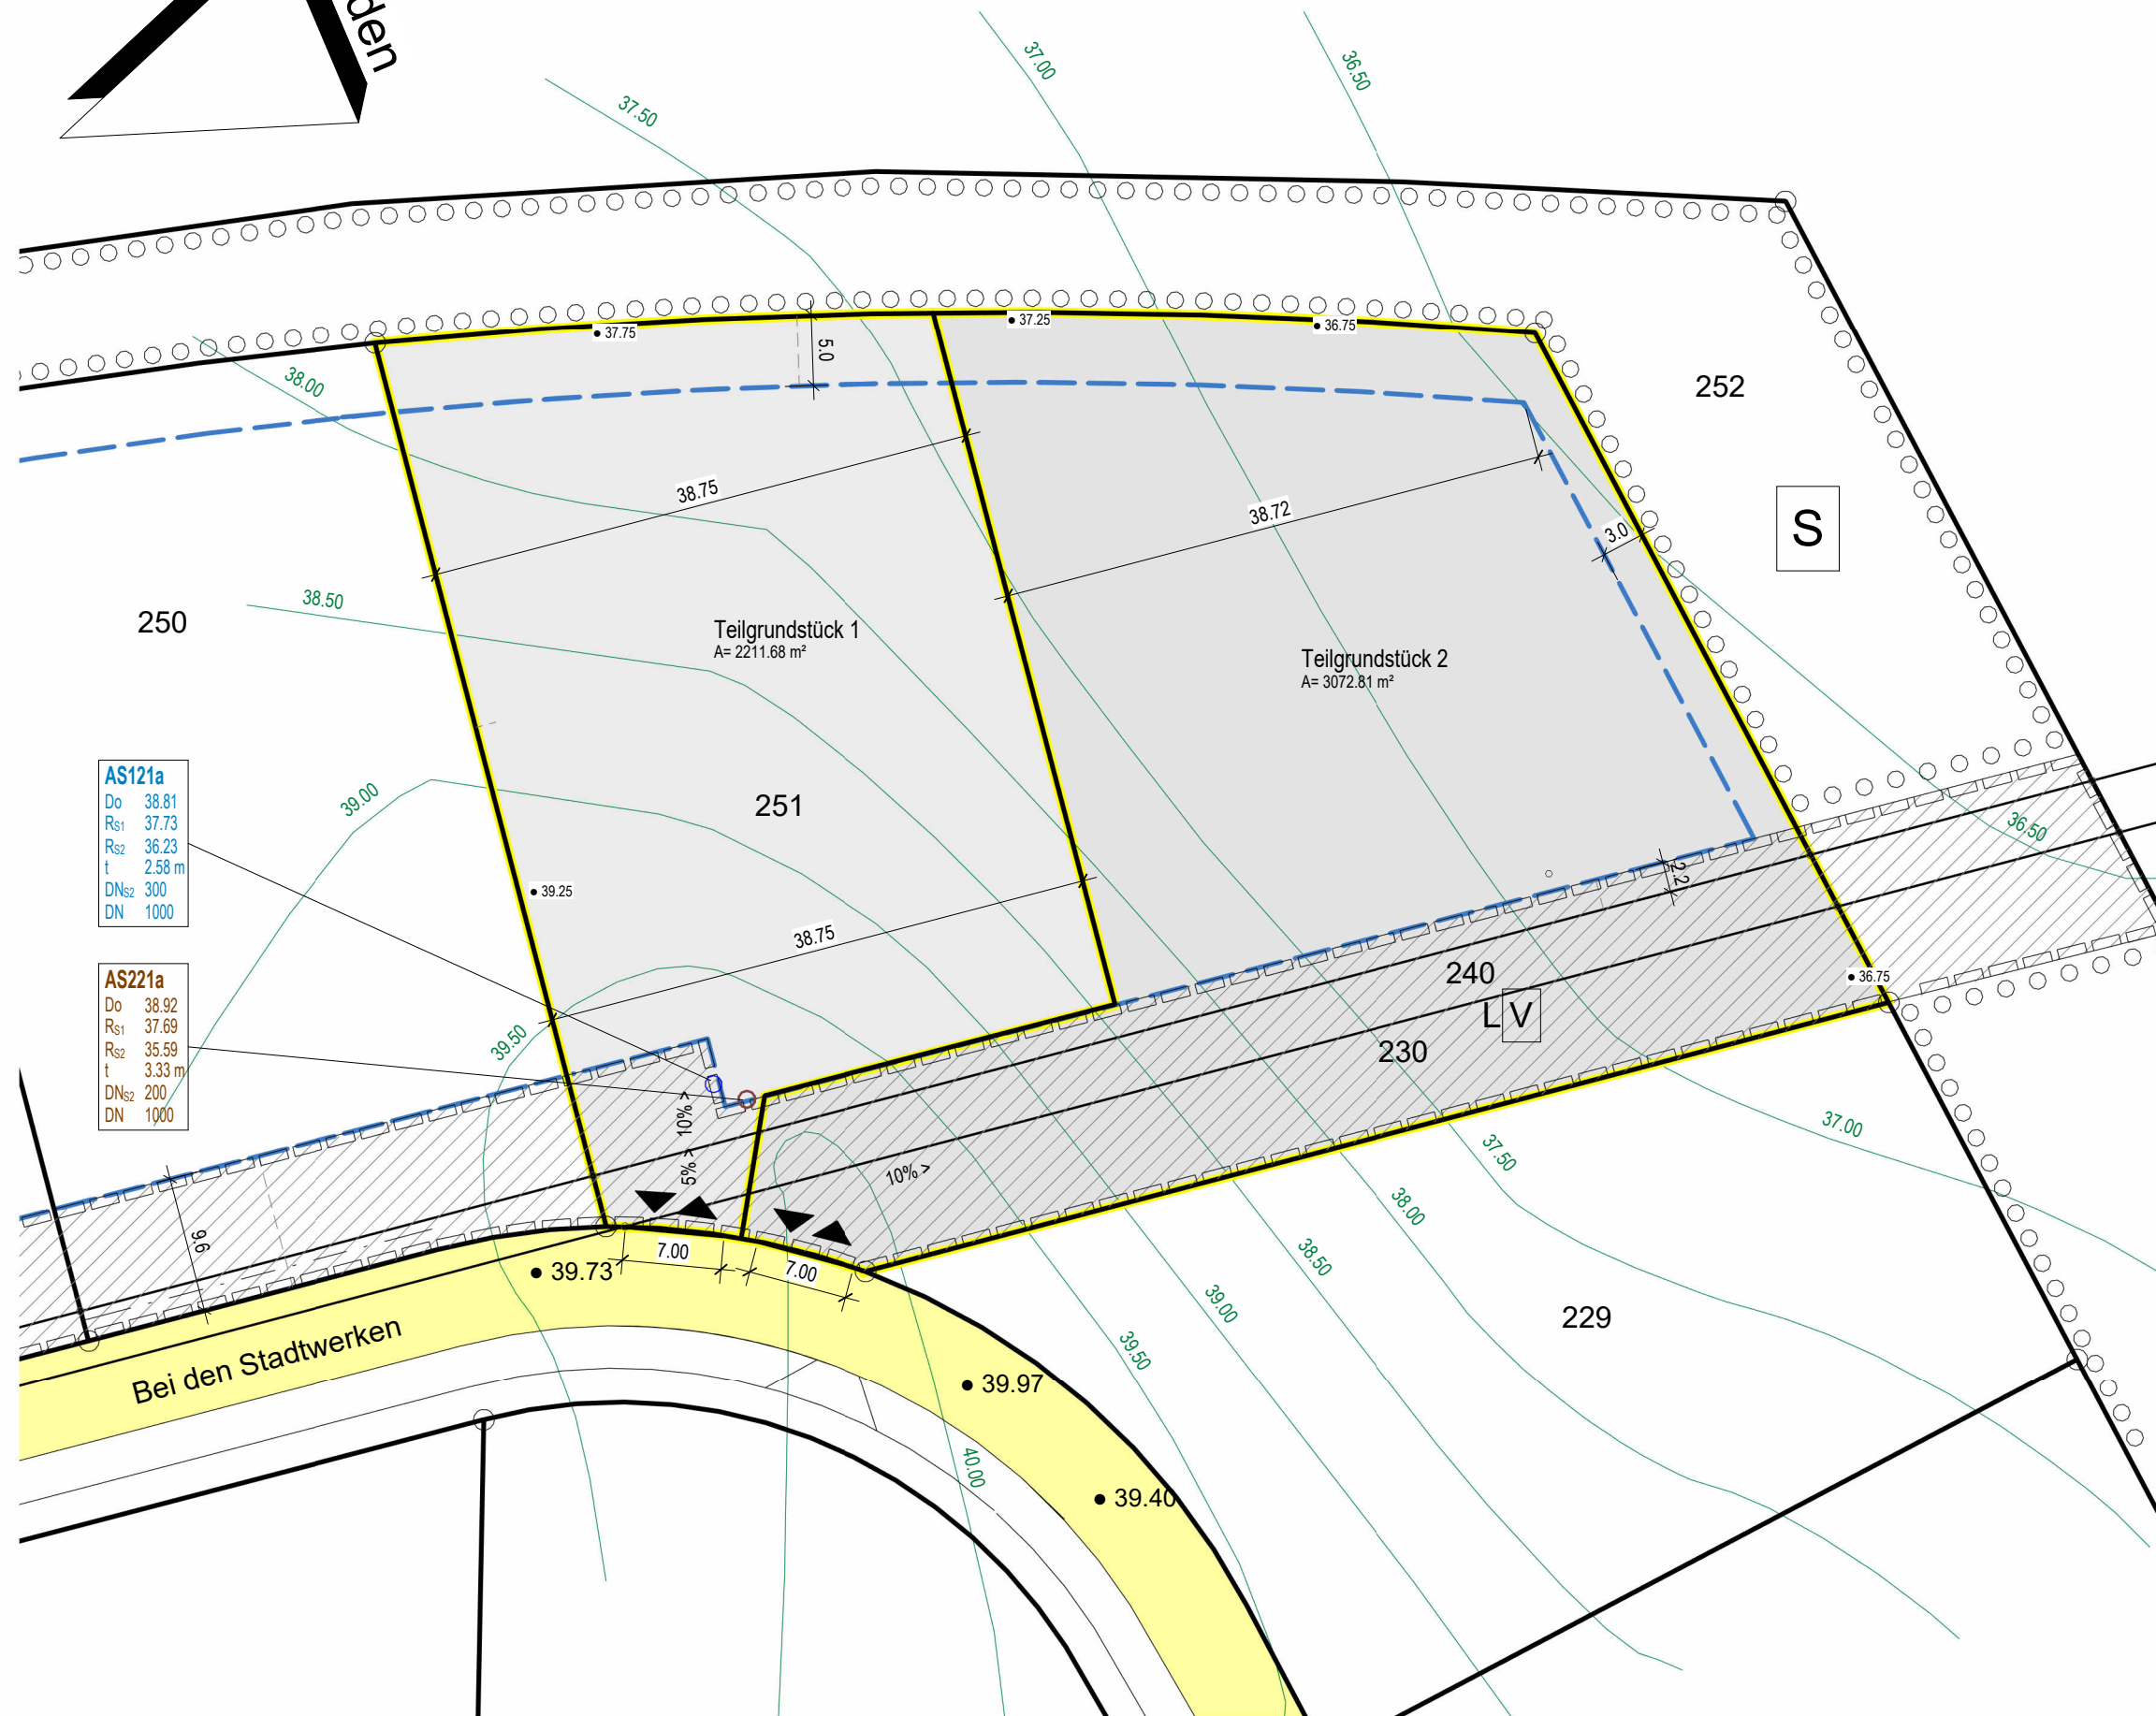 den
37.00
36.50
37.50
37.75
37.25
36.75
5.0
38.00
252
38.75
38.72
3.0
S
38.50
250
Teilgrundstück 1
A= 2211.68 m²
Teilgrundstück 2
A= 3072.81 m²
AS121a
Do 38.81
RS1 37.73
RS2 36.23
t 2.58 m
DNS2 300
DN 1000
39.00
251
36.50
39.25
2.2
38.75
AS221a
Do 38.92
RS1 37.69
RS2 35.59
t 3.33 m
DNS2 200
DN 1000
240
36.75
L V
39.50
230
5% > 10% >
10% >
37.00
37.50
38.00
9.6
7.00
7.00
39.73
38.50
39.00
229
Bei den Stadtwerken
39.50
39.97
40.00
39.40